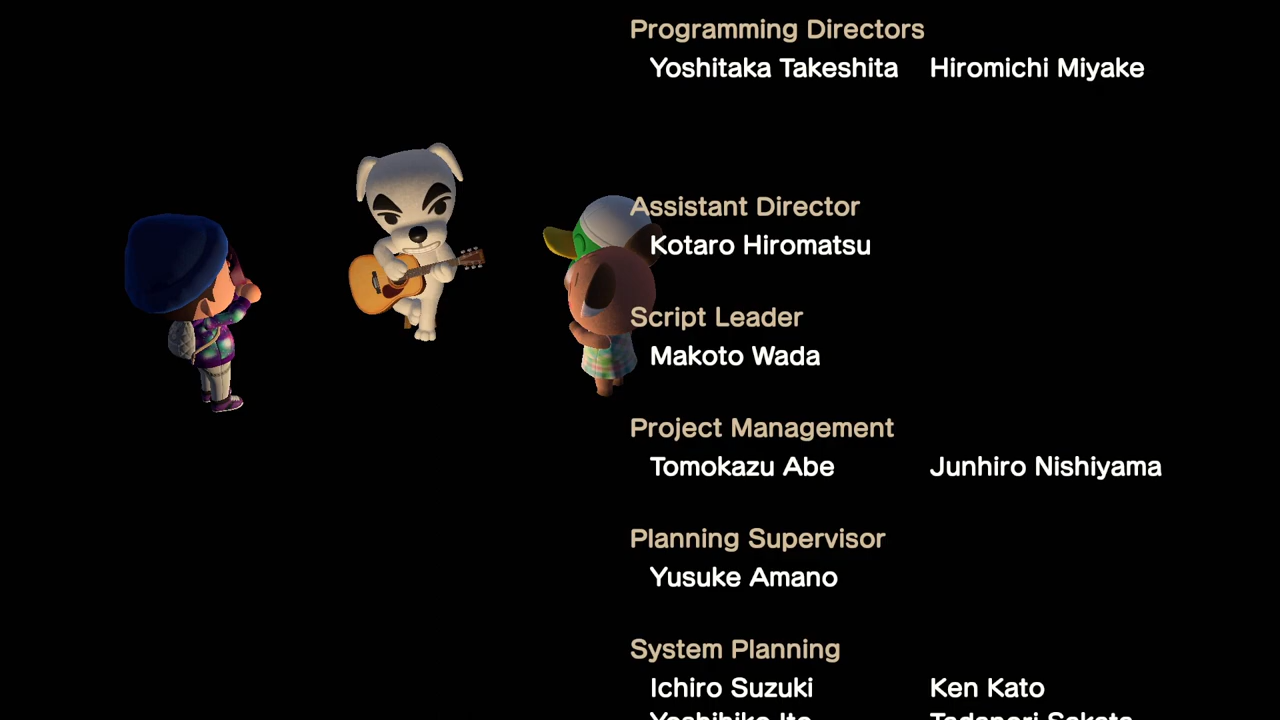 Programming Directors
Yoshitaka Takeshita Hiromichi Miyake
Assistant Director
Kotaro Hiromatsu
Script Leader
Makoto Wada
Project Management
Tomokazu Abe Junhiro Nishiyama
Planning Supervisor
Yusuke Amano
System Planning
Ichiro Suzuki Ken Kato